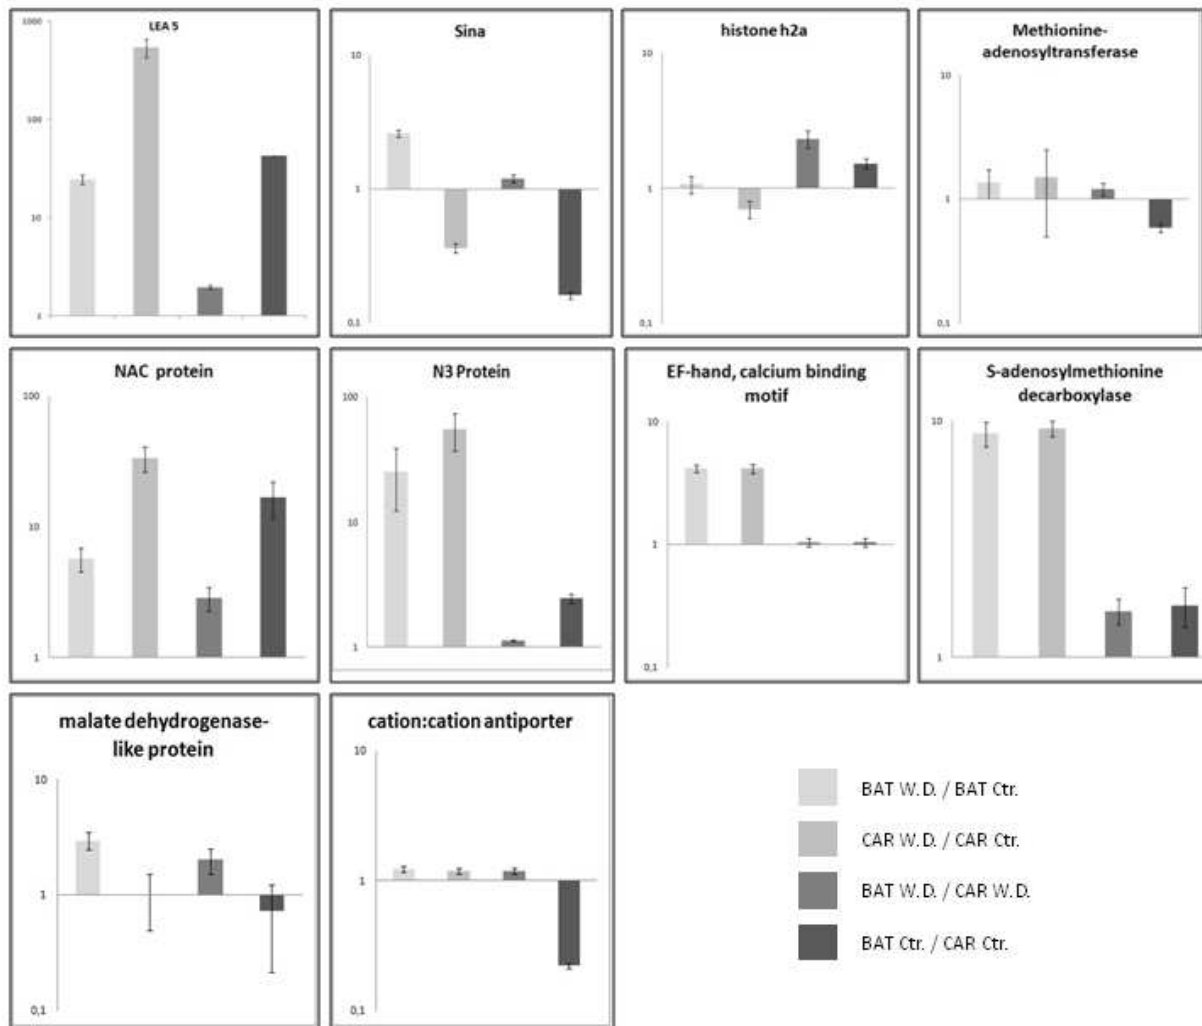 LEA 5
1000
100
10
1
Sina
10
1
0,1
histone h2a
10
1
0,1
Methionine-
adenosyltransferase
10
1
0,1
NAC protein
100
10
1
N3 Protein
100
10
1
EF-hand, calcium binding
motif
10
1
0,1
S-adenosylmethionine
decarboxylase
10
1
malate dehydrogenase-
like protein
10
1
0,1
cation:cation antiporter
10
1
0,1
BAT W.D. / BAT Ctr.
CAR W.D. / CAR Ctr.
BAT W.D. / CAR W.D.
BAT Ctr. / CAR Ctr.